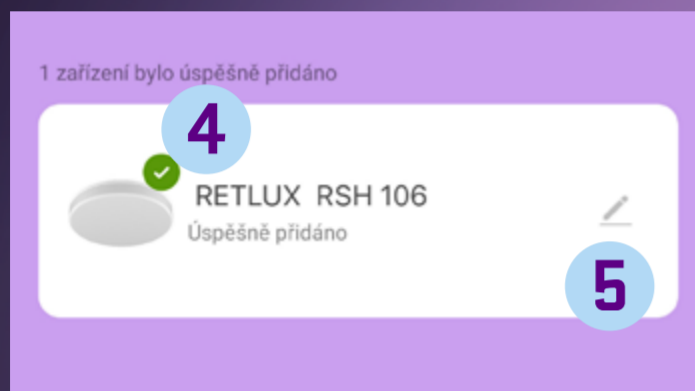 1 zařízení bylo úspěšně přidáno
4
RETLUX RSH 106
Úspěšně přidáno
5